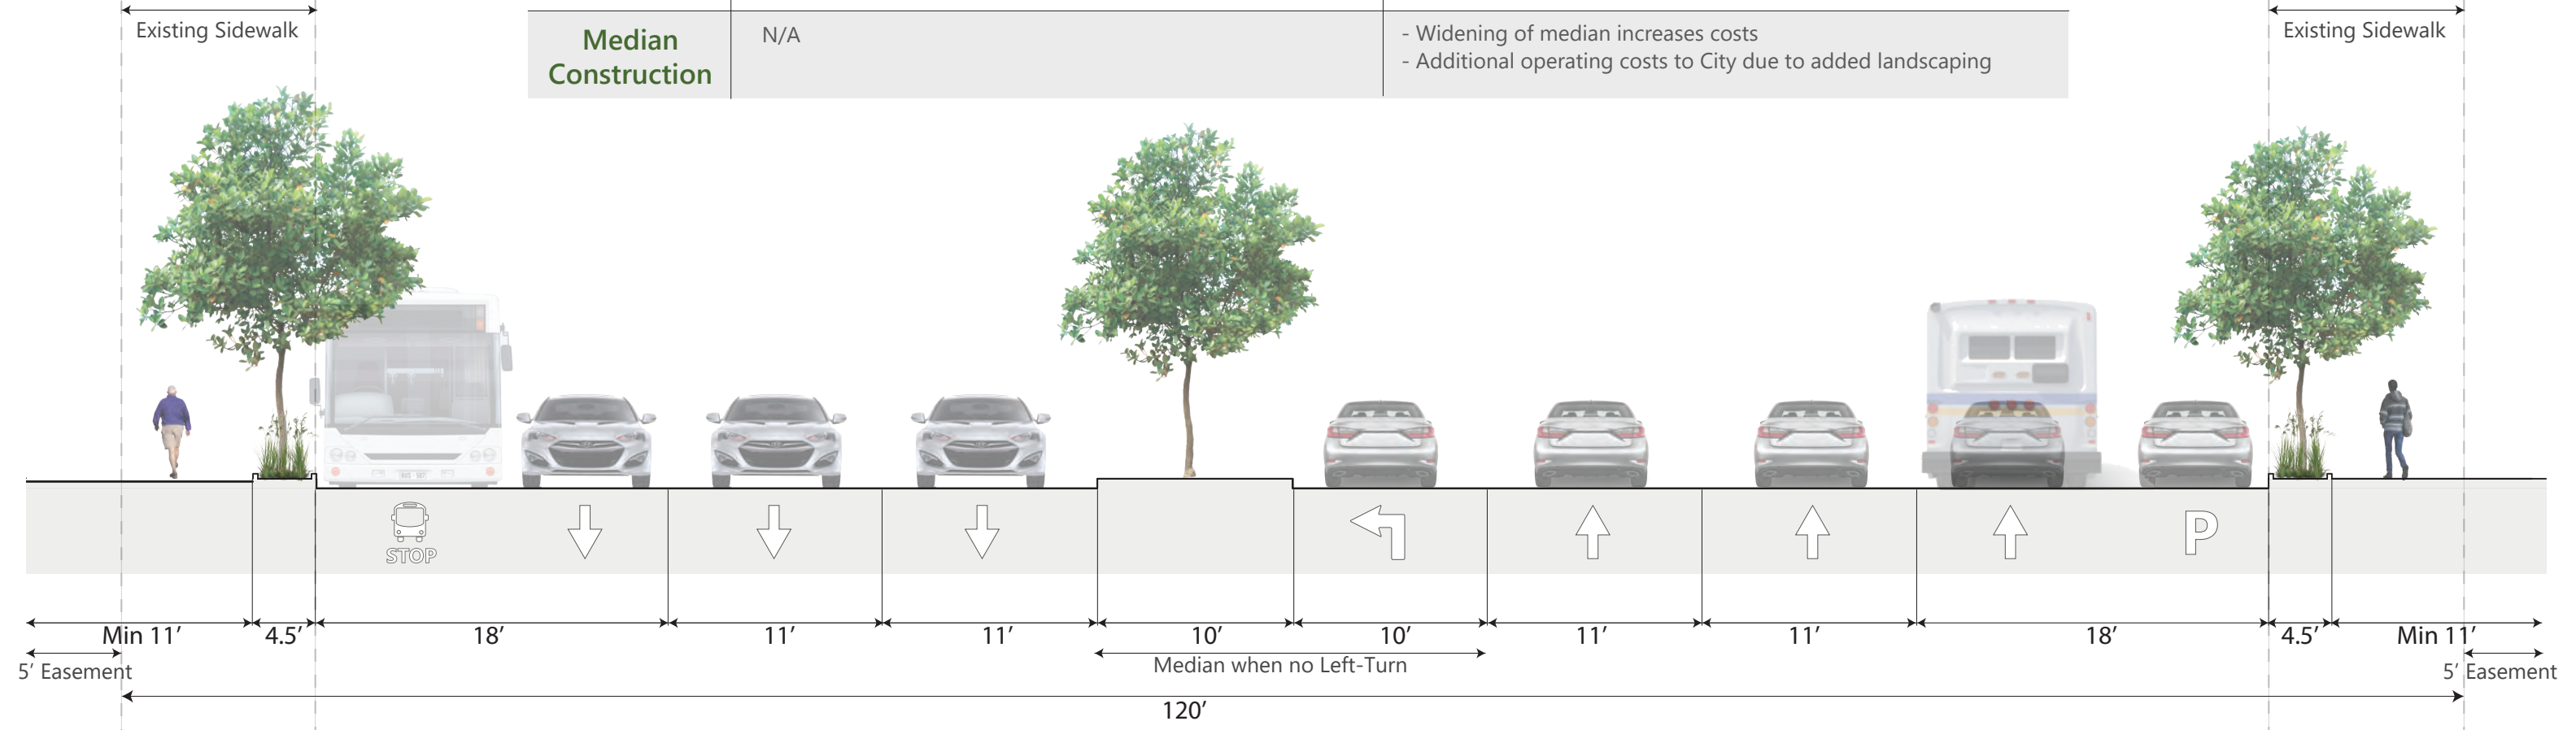 Existing Sidewalk
Median
Construction
N/A
- Widening of median increases costs
- Additional operating costs to City due to added landscaping
Existing Sidewalk
STOP
P
Min 11’
4.5’
18’
11’
11’
10’
10’
11’
11’
18’
4.5’
Min 11’
5’ Easement
Median when no Left-Turn
5’ Easement
120’